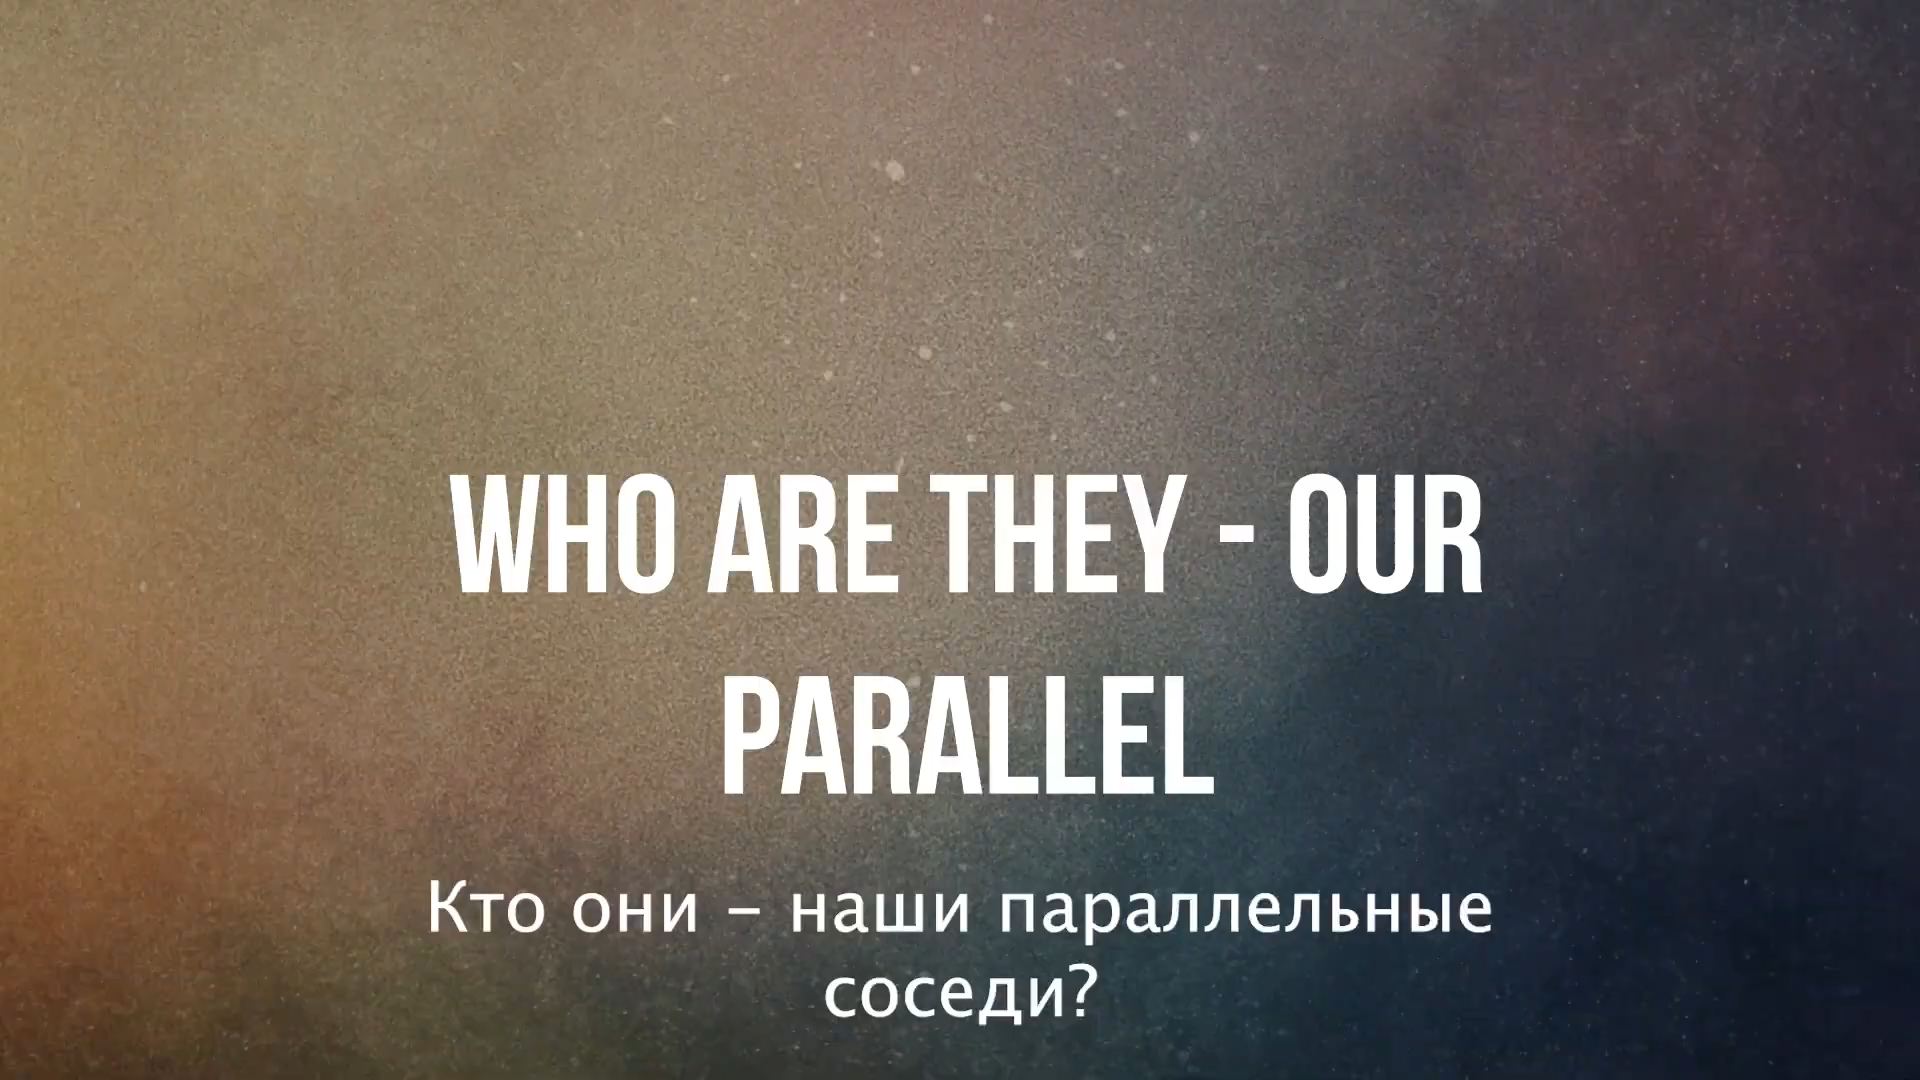 WHO ARE THEY - OUR
PARALLEL
Кто они – наши параллельные
соседи?